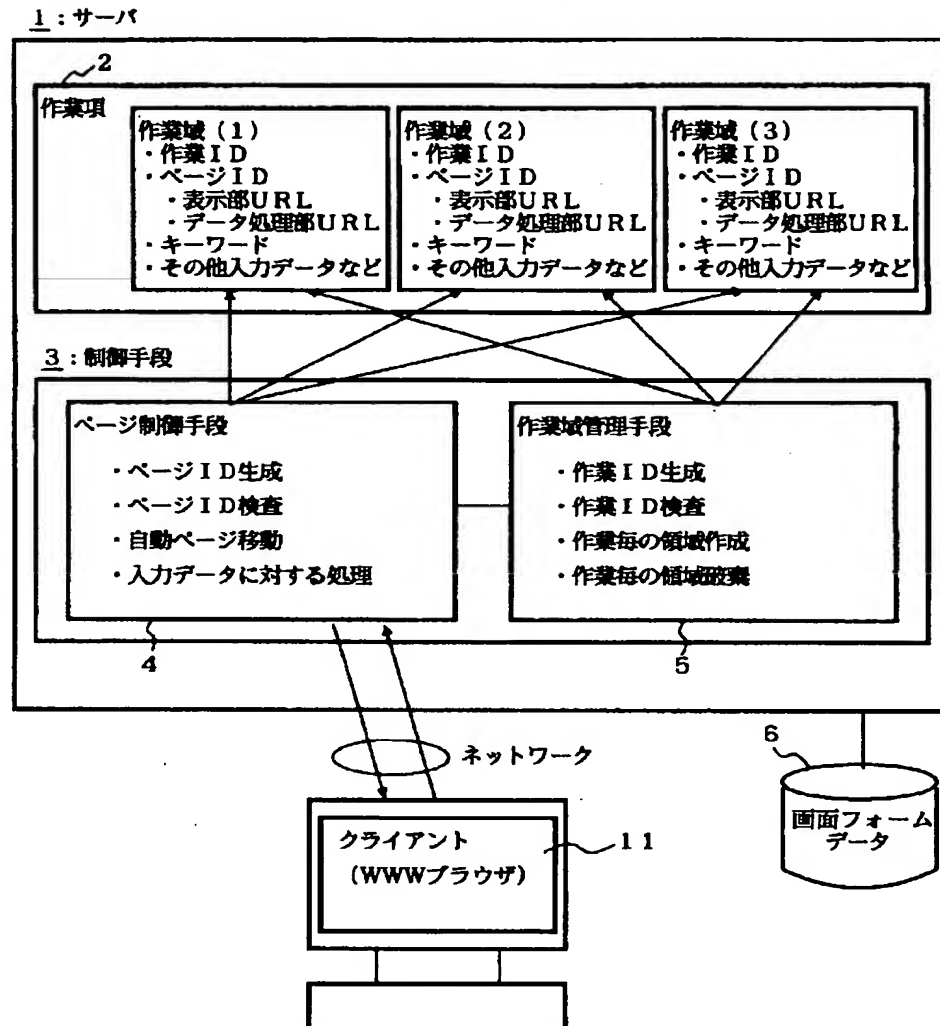 1：サーバ
2
作業項
作業域（1）
・作業ID
・ページID
・表示部URL
・データ処理部URL
・キーワード
・その他入力データなど
作業域（2）
・作業ID
・ページID
・表示部URL
・データ処理部URL
・キーワード
・その他入力データなど
作業域（3）
・作業ID
・ページID
・表示部URL
・データ処理部URL
・キーワード
・その他入力データなど
3：制御手段
ページ制御手段
・ページID生成
・ページID検査
・自動ページ移動
・入力データに対する処理
4
作業域管理手段
・作業ID生成
・作業ID検査
・作業毎の領域作成
・作業毎の領域破棄
5
ネットワーク
6
画面フォーム
データ
クライアント
（WWWブラウザ）
11